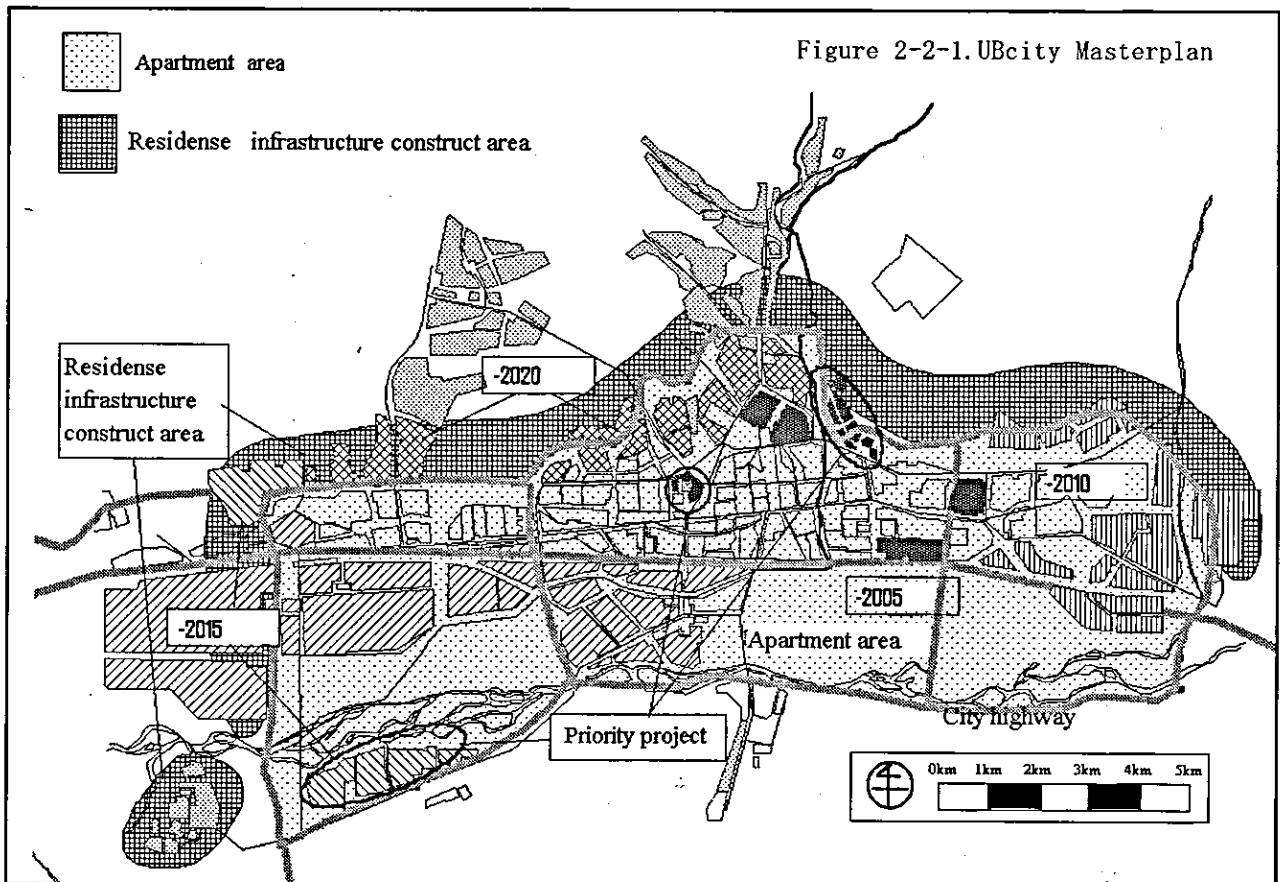 Figure 2-2-1.UBcity Masterplan
Apartment area
Residense infrastructure construct area
Residense
infrastructure
construct area
-2020
-2010
-2005
-2015
Apartment area
Priority project
City highway
0km 1km 2km 3km 4km 5km